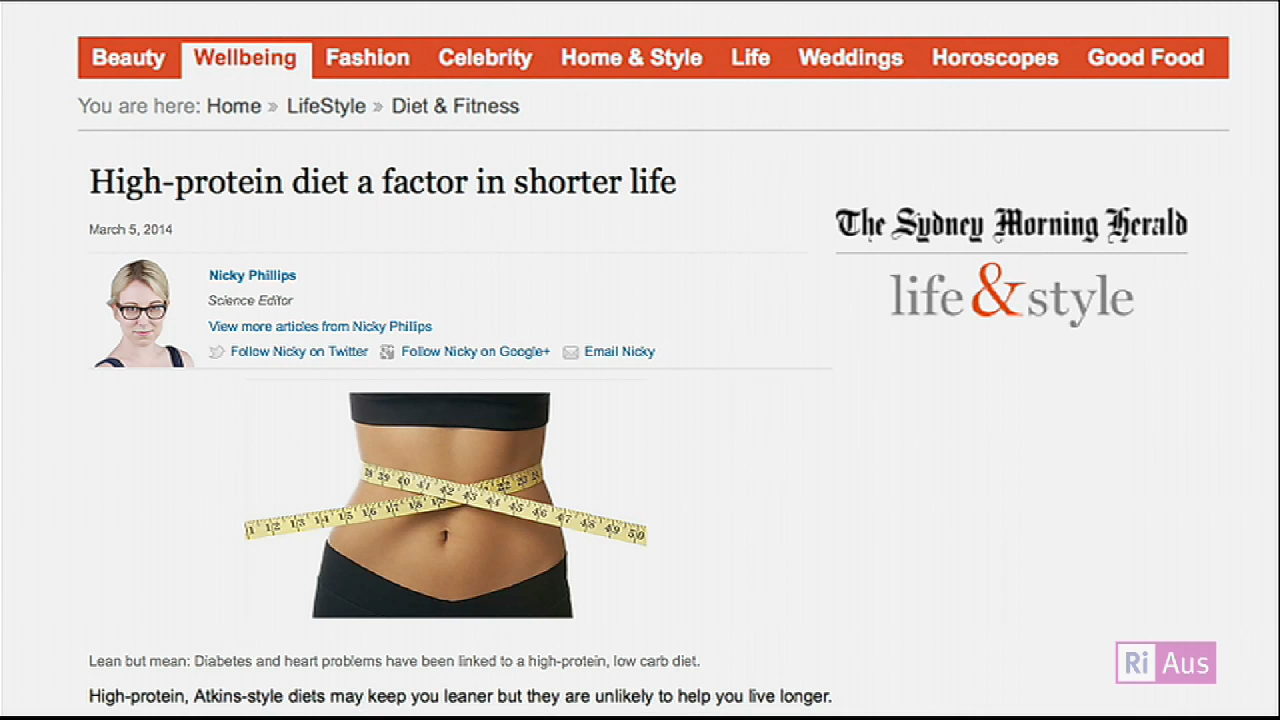 Beauty Wellbeing Fashion Celebrity Home & Style Life Weddings Horoscopes Good Food
You are here: Home » LifeStyle » Diet & Fitness
High-protein diet a factor in shorter life
March 5, 2014
The Sydney Morning Herald
life&style
Nicky Phillips
Science Editor
View more articles from Nicky Phillips
Follow Nicky on Twitter Follow Nicky on Google+ Email Nicky
Lean but mean: Diabetes and heart problems have been linked to a high-protein, low carb diet.
High-protein, Atkins-style diets may keep you leaner but they are unlikely to help you live longer.
Ri Aus